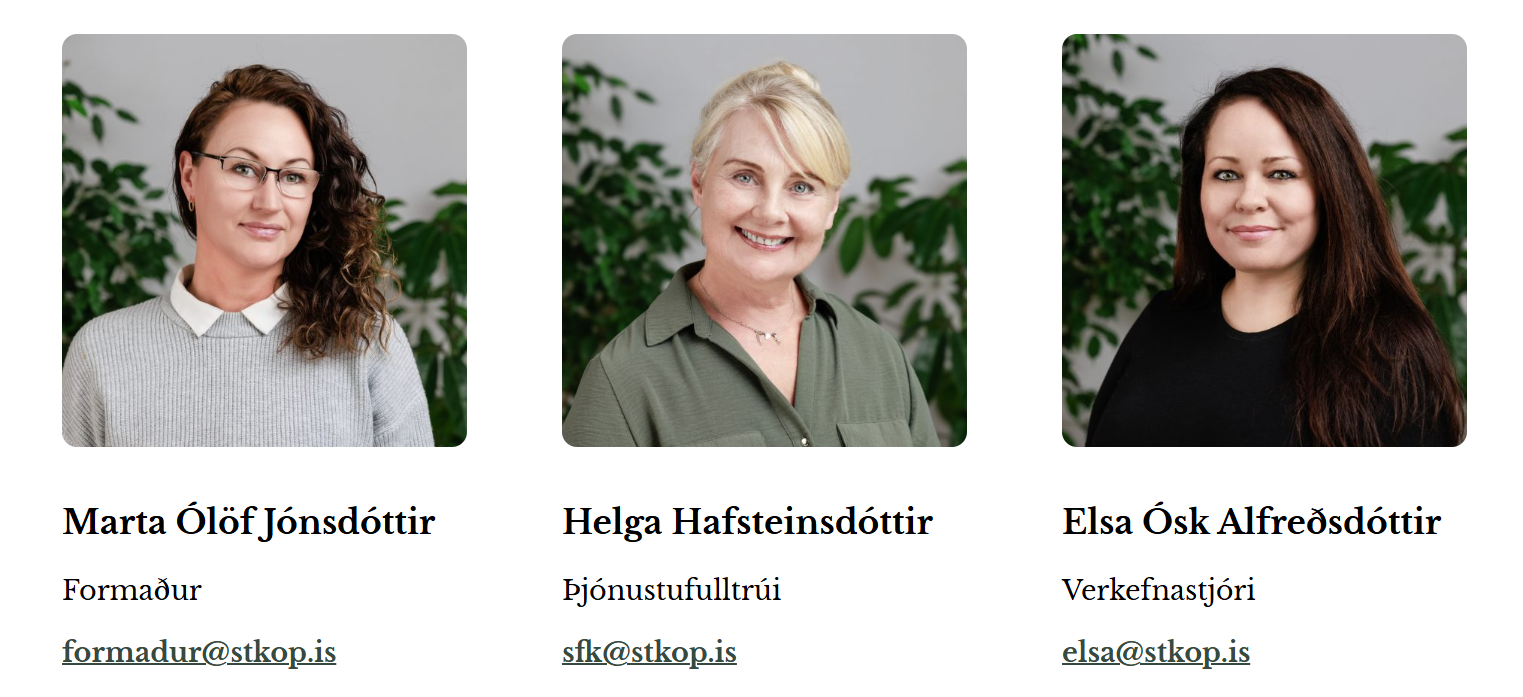 Marta Ólöf Jónsdóttir
Formaður
formadur@stkop.is
Helga Hafsteinsdóttir
Þjónustufulltrúi
sfk@stkop.is
Elsa Ósk Alfreðsdóttir
Verkefnastjóri
elsa@stkop.is